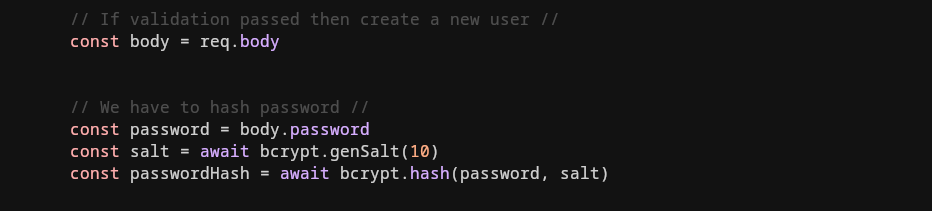 // If validation passed then create a new user //
const body = req.body
// We have to hash password //
const password = body.password
const salt = await bcrypt.genSalt(10)
const passwordHash = await bcrypt.hash(password, salt)